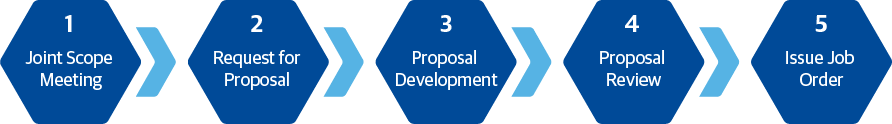 1
Joint Scope
Meeting
2
Request for
Proposal
3
Proposal
Development
4
Proposal
Review
5
Issue Job
Order